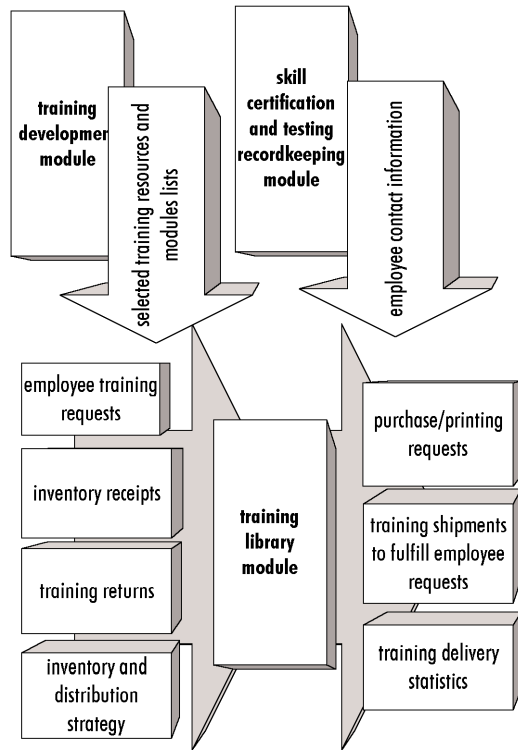 training
development
module
selected training resources and
modules lists
skill
certification
and testing
recordkeeping
module
employee contact information
employee training
requests
inventory receipts
training returns
inventory and
distribution
strategy
training
library
module
purchase/printing
requests
training shipments
to fulfill employee
requests
training delivery
statistics